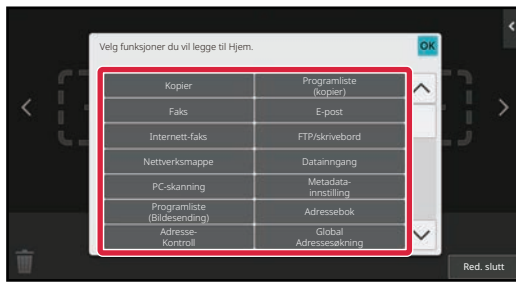 Velg funksjoner du vil legge til Hjem.
OK
Kopier
Programliste
(kopier)
Faks
E-post
Internett-faks
FTP/skrivebord
Nettverksmappe
Datainngang
PC-skanning
Metadata-
innstilling
Programliste
(Bildesending)
Adressebok
Adresse-
Kontroll
Global
Adressesøkning
Red. slutt